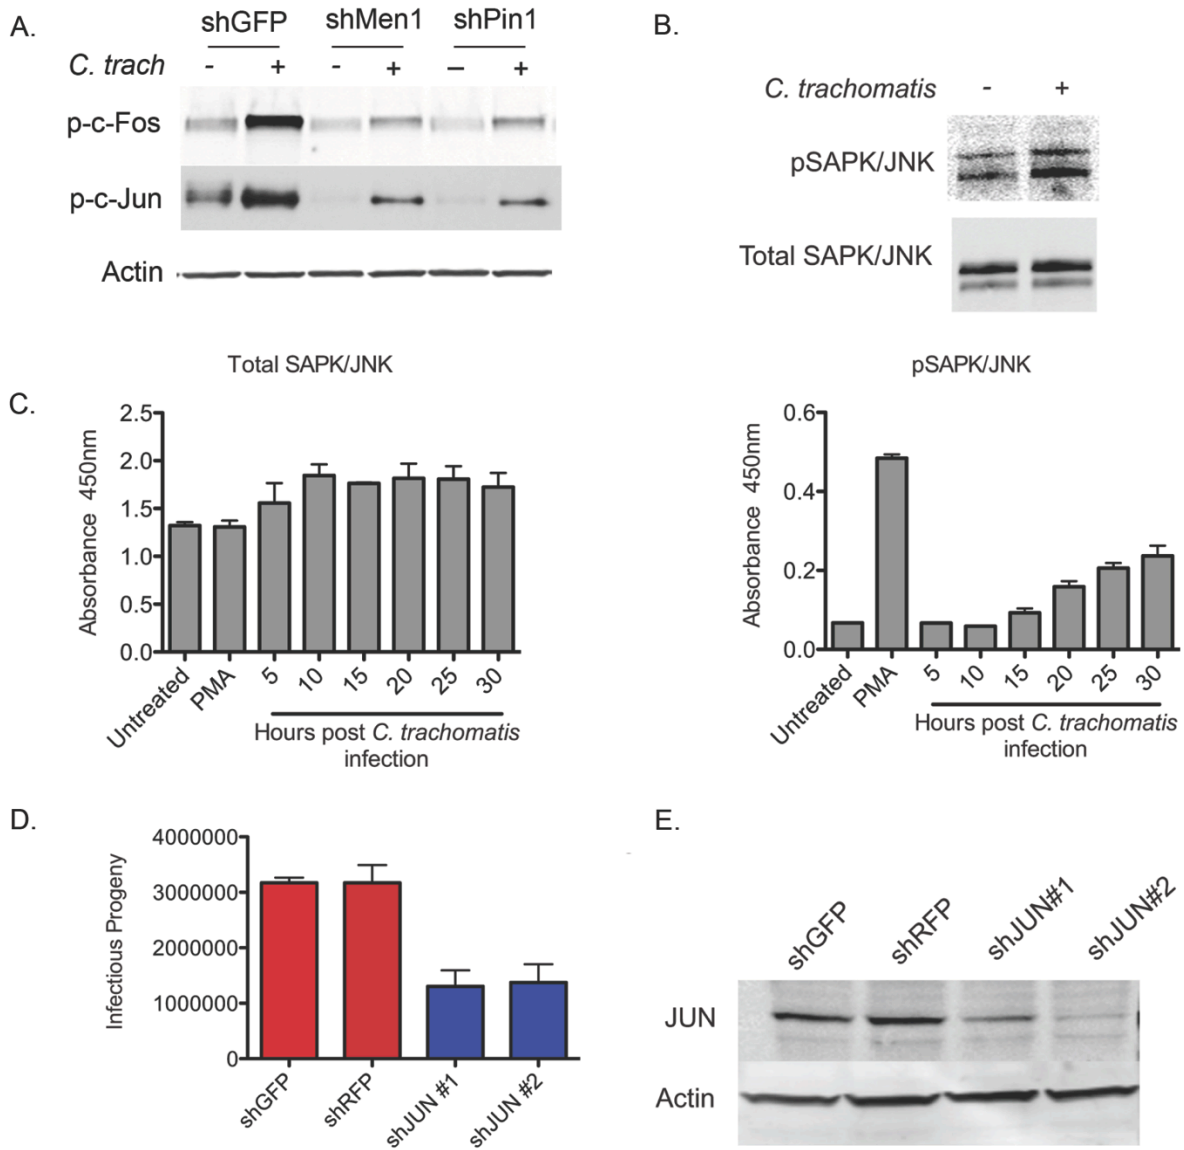 A.
shGFP shMen1 shPin1
C. trach - + - + – +
p-c-Fos
p-c-Jun
Actin
B.
C. trachomatis - +
pSAPK/JNK
Total SAPK/JNK
C.
Total SAPK/JNK
Absorbance 450nm
2.5
2.0
1.5
1.0
0.5
0.0
Untreated PMA 5 10 15 20 25 30
Hours post C. trachomatis
infection
pSAPK/JNK
Absorbance 450nm
0.6
0.4
0.2
0.0
Untreated PMA 5 10 15 20 25 30
Hours post C. trachomatis
infection
D.
Infectious Progeny
4000000
3000000
2000000
1000000
0
shGFP shRFP shJUN #1 shJUN #2
E.
shGFP shRFP shJUN#1 shJUN#2
JUN
Actin